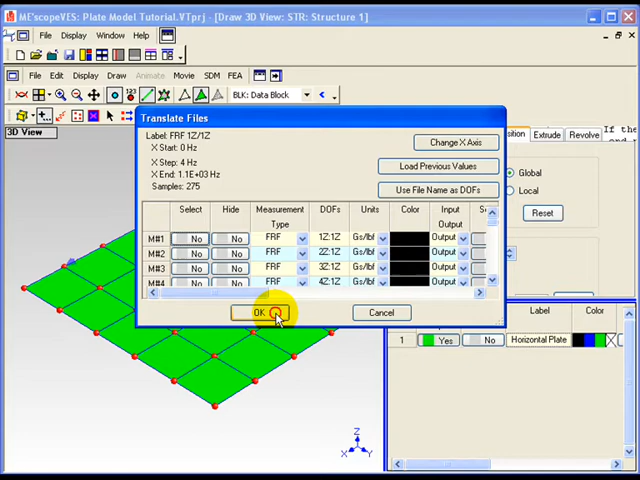 ME'scopeVES: Plate Model Tutorial.VTprj - [Draw 3D View: STR: Structure 1]
File Display Window Help
File Edit Display Draw Animate Movie SDM FEA
BLK: Data Block
3D View
Translate Files
Label: FRF 1Z/1Z
X Start: 0 Hz
X Step: 4 Hz
X End: 1.1E+03 Hz
Samples: 275
Change X Axis
Load Previous Values
Use File Name as DOFs
Select Hide Measurement Type DOFs Units Color Input Output
M#1 No No FRF 1Z:1Z Gs/lbf Output
M#2 No No FRF 2Z:1Z Gs/lbf Output
M#3 No No FRF 3Z:1Z Gs/lbf Output
M#4 No No FRF 4Z:1Z Gs/lbf Output
OK Cancel
If th
Extrude Revolve
Global
Local
Reset
Label Color
1 Yes No Horizontal Plate
Z
X Y